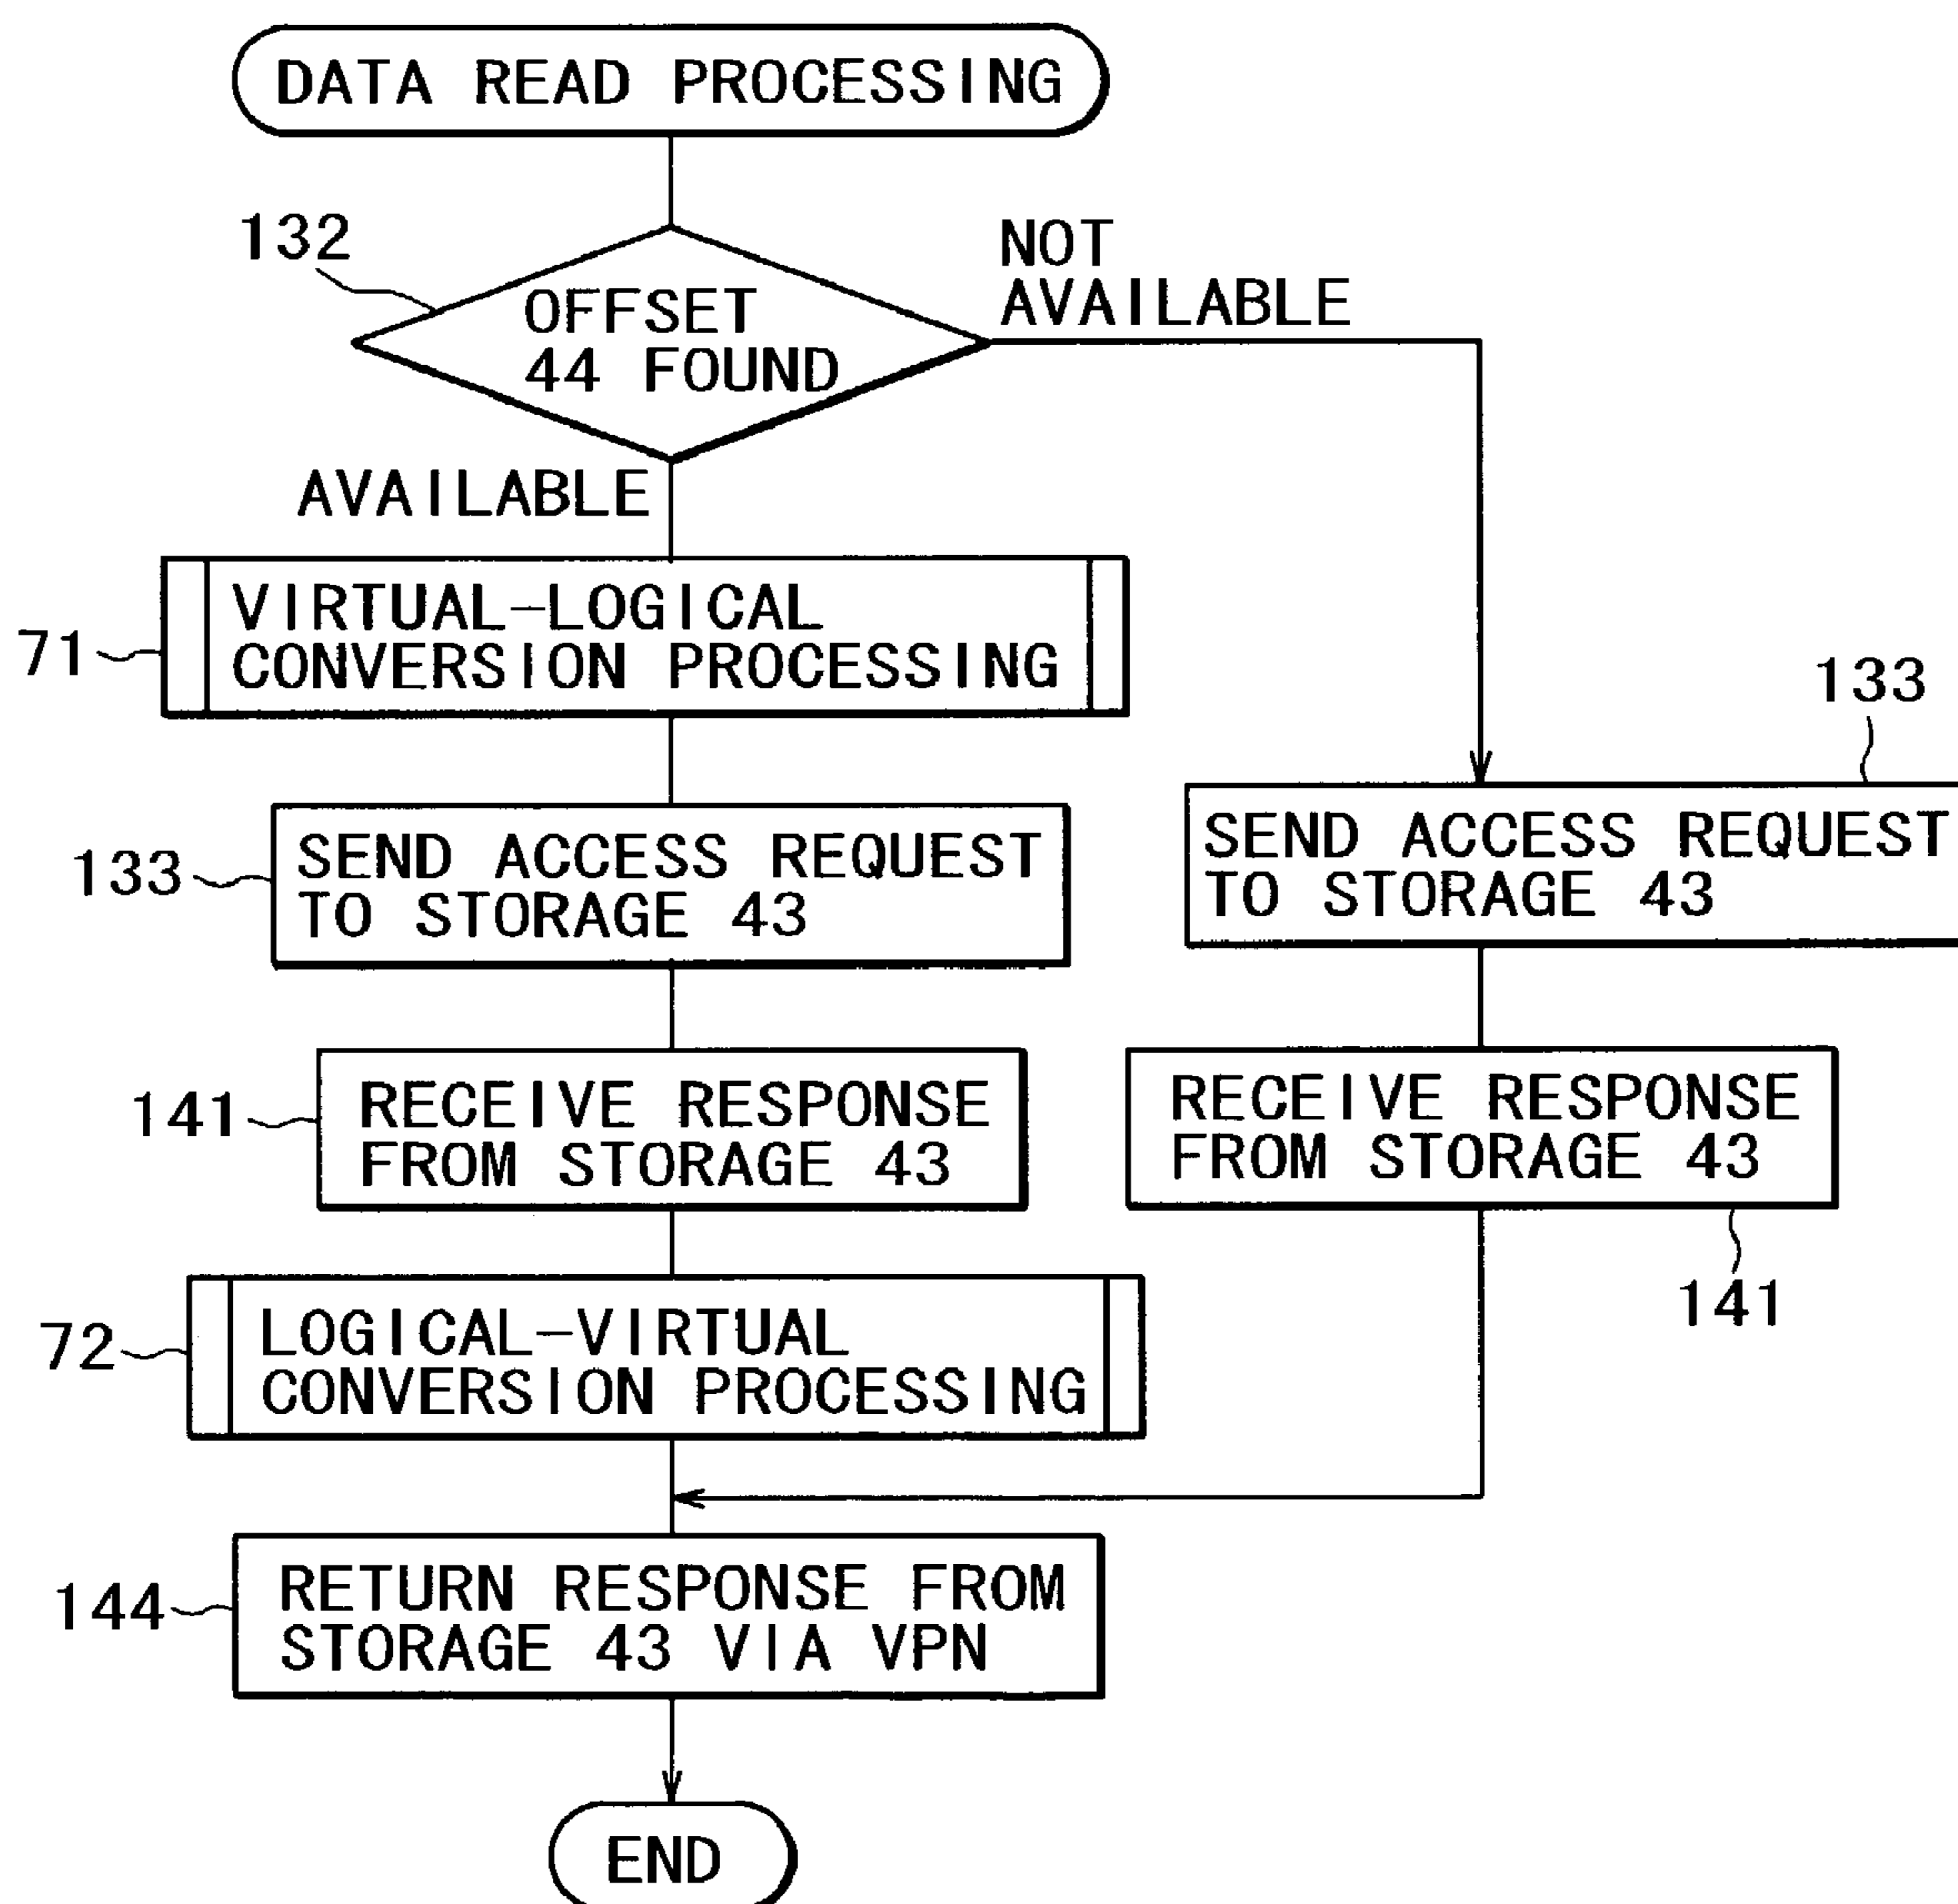 DATA READ PROCESSING
132
OFFSET
44 FOUND
NOT
AVAILABLE
AVAILABLE
71
VIRTUAL-LOGICAL
CONVERSION PROCESSING
133
SEND ACCESS REQUEST
TO STORAGE 43
133
SEND ACCESS REQUEST
TO STORAGE 43
141
RECEIVE RESPONSE
FROM STORAGE 43
RECEIVE RESPONSE
FROM STORAGE 43
141
72
LOGICAL-VIRTUAL
CONVERSION PROCESSING
144
RETURN RESPONSE FROM
STORAGE 43 VIA VPN
END